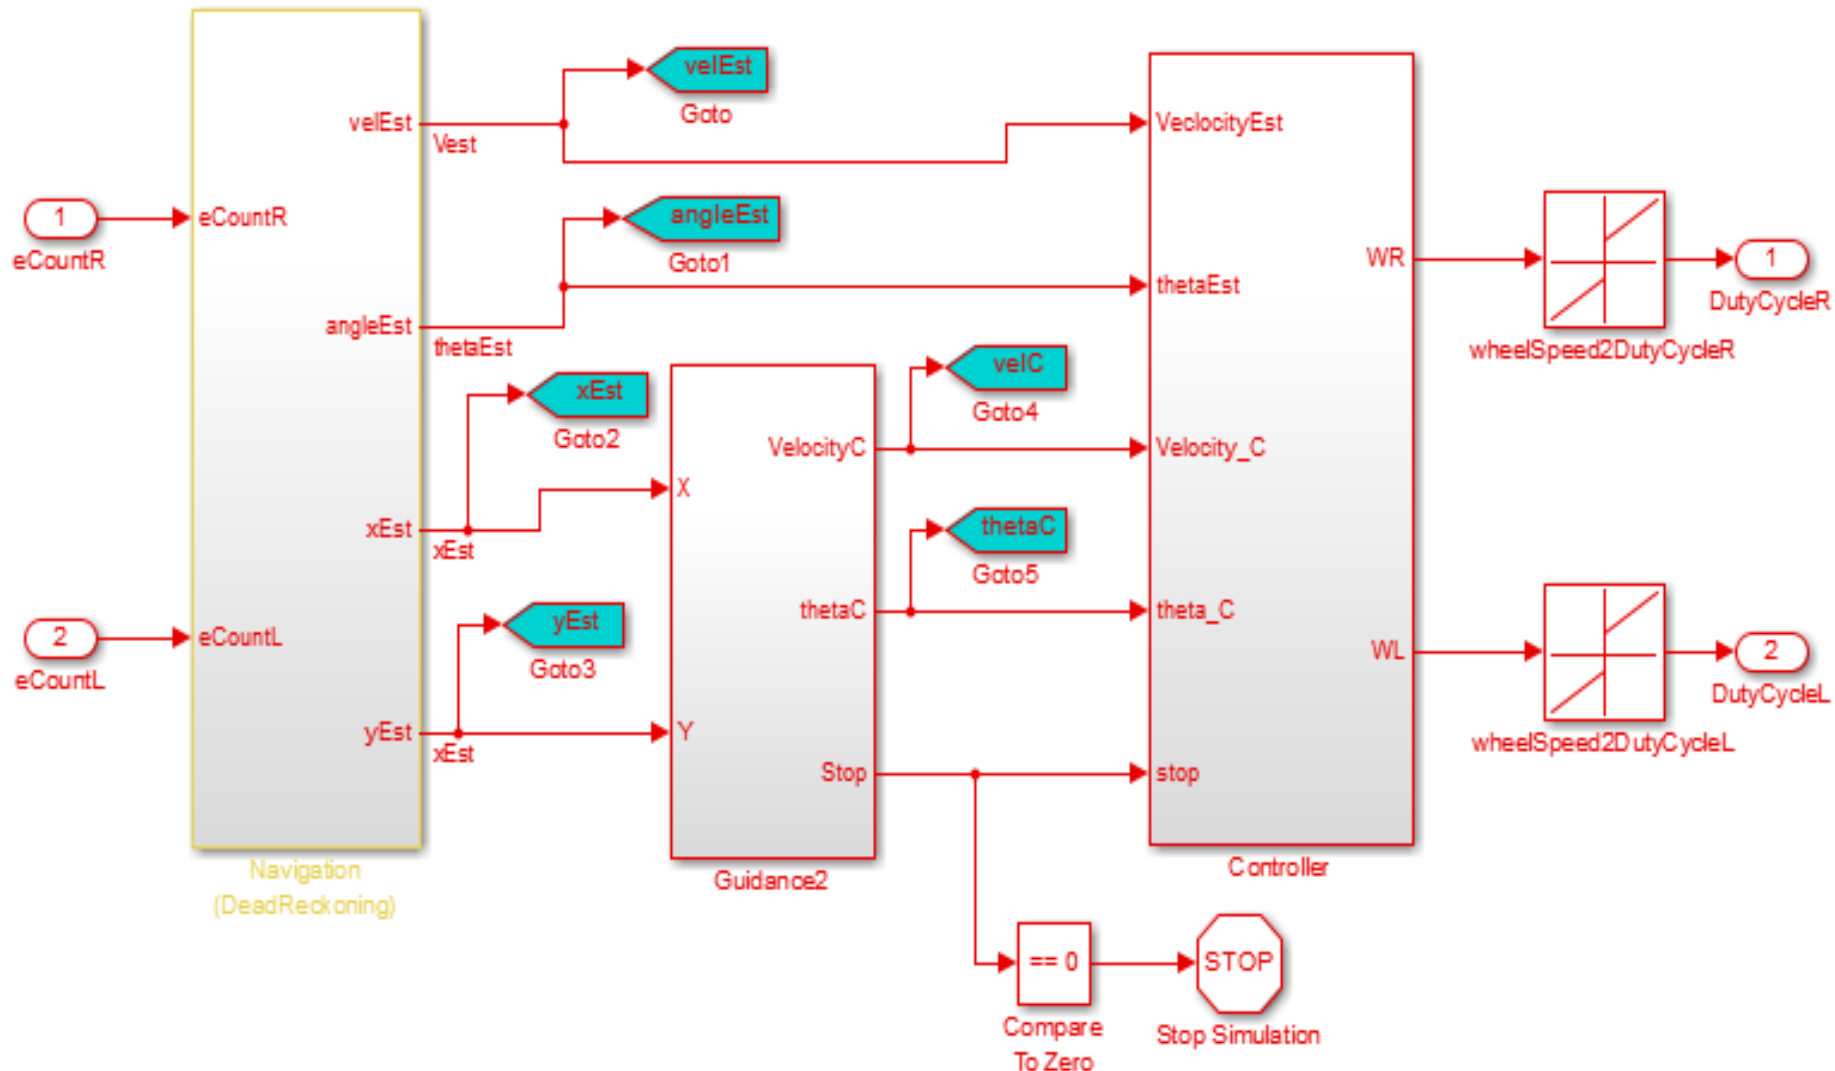 velEst
Goto
velEst
Vest
VeclocityEst
1
eCountR
eCountR
angleEst
Goto1
angleEst
thetaEst
thetaEst
WR
1
DutyCycleR
wheelSpeed2DutyCycleR
xEst
Goto2
velC
Goto4
VelocityC
Velocity_C
X
xEst
xEst
thetaC
Goto5
thetaC
theta_C
2
eCountL
eCountL
yEst
Goto3
WL
2
DutyCycleL
wheelSpeed2DutyCycleL
yEst
xEst
Y
Stop
stop
Navigation
(DeadReckoning)
Guidance2
Controller
== 0
Compare
To Zero
STOP
Stop Simulation